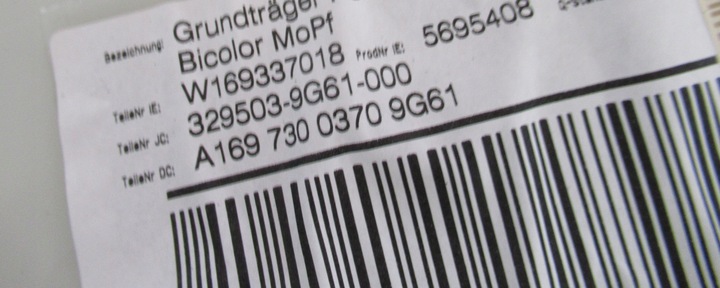 Bezeichnung: Grundträger
Bicolor MoPf
TeileNr IE: W169337018 ProdNr IE: 5695408
TeileNr JC: 329503-9G61-000
TeileNr DC: A169 730 0370 9G61